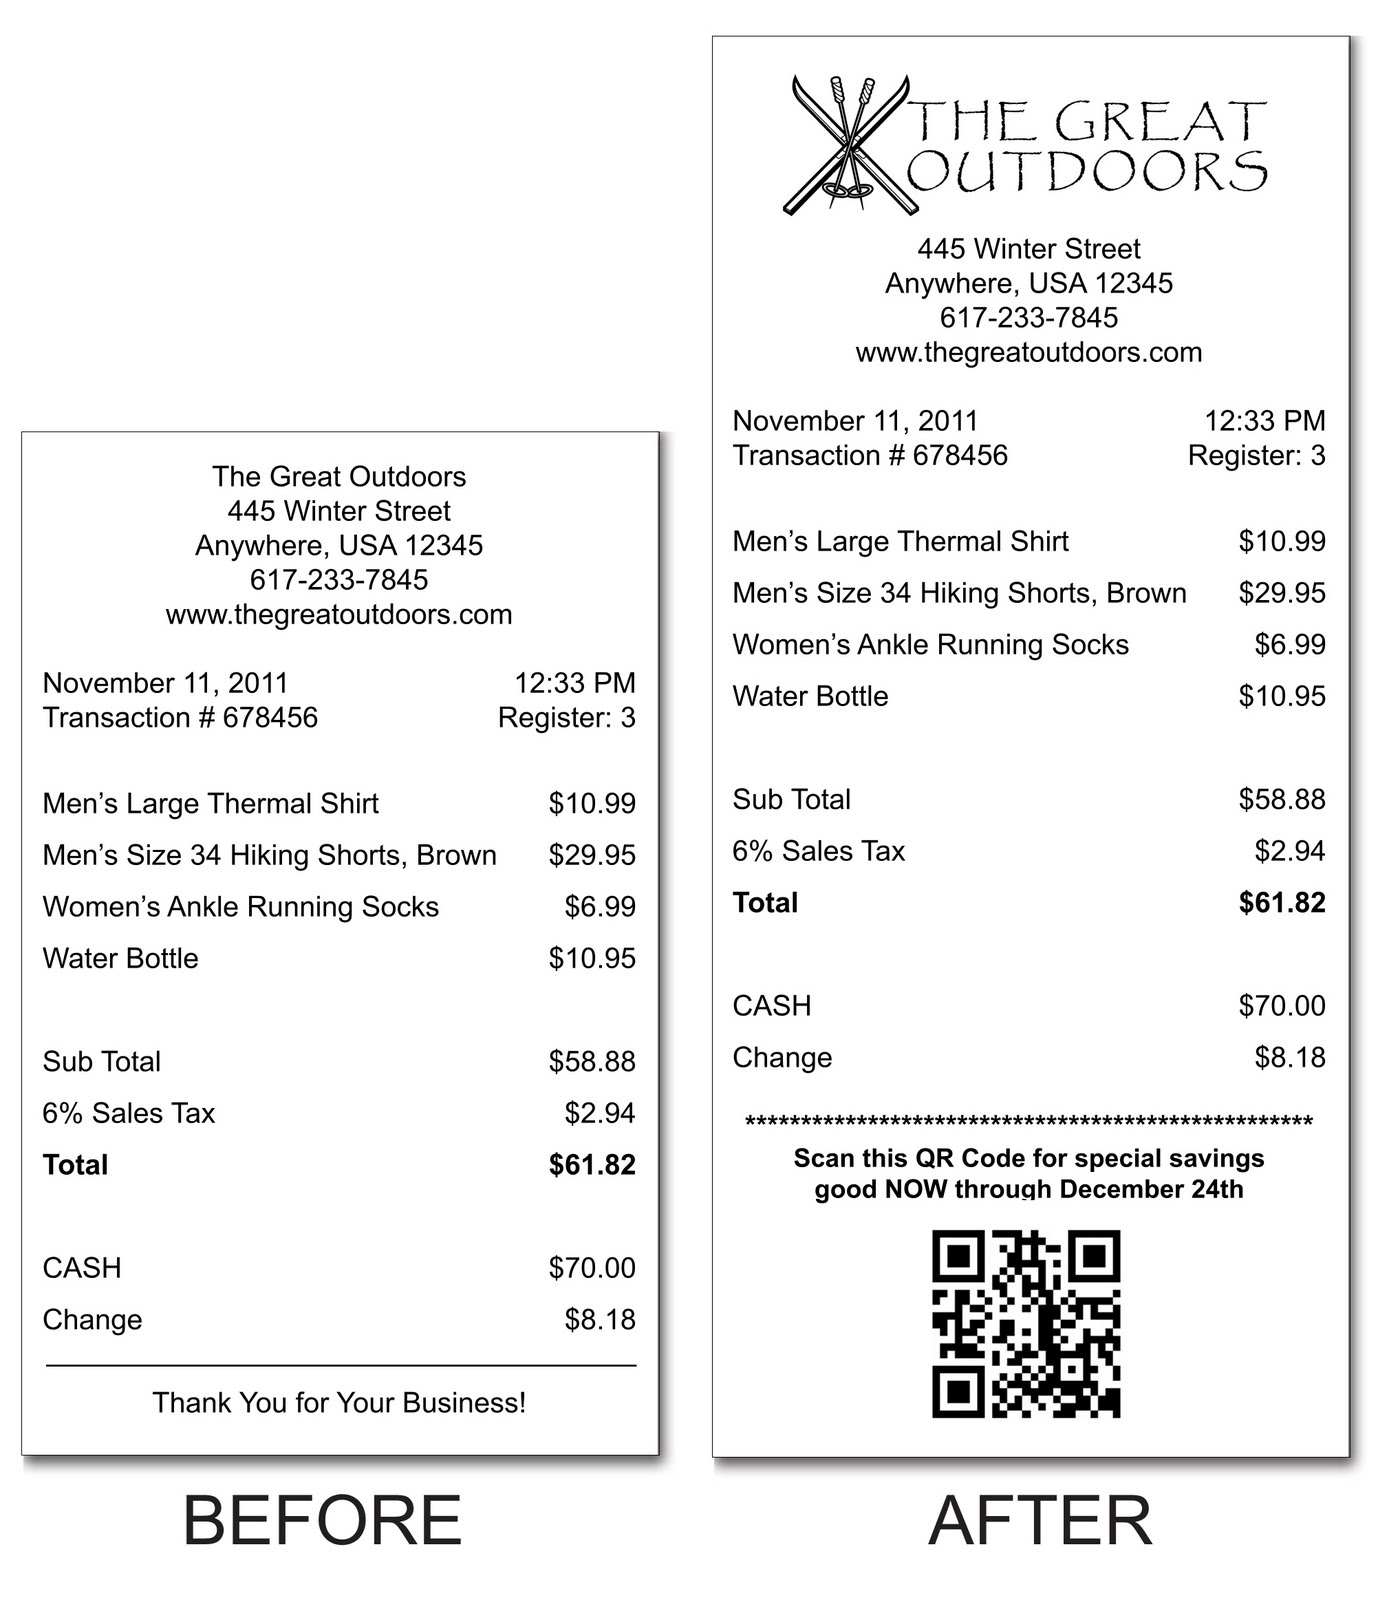 The Great Outdoors
445 Winter Street
Anywhere, USA 12345
617-233-7845
www.thegreatoutdoors.com
November 11, 2011 12:33 PM
Transaction # 678456 Register: 3
Men’s Large Thermal Shirt $10.99
Men’s Size 34 Hiking Shorts, Brown $29.95
Women’s Ankle Running Socks $6.99
Water Bottle $10.95
Sub Total $58.88
6% Sales Tax $2.94
Total $61.82
CASH $70.00
Change $8.18
Thank You for Your Business!
BEFORE
THE GREAT
OUTDOORS
445 Winter Street
Anywhere, USA 12345
617-233-7845
www.thegreatoutdoors.com
November 11, 2011 12:33 PM
Transaction # 678456 Register: 3
Men’s Large Thermal Shirt $10.99
Men’s Size 34 Hiking Shorts, Brown $29.95
Women’s Ankle Running Socks $6.99
Water Bottle $10.95
Sub Total $58.88
6% Sales Tax $2.94
Total $61.82
CASH $70.00
Change $8.18
***************************************************
Scan this QR Code for special savings
good NOW through December 24th
AFTER